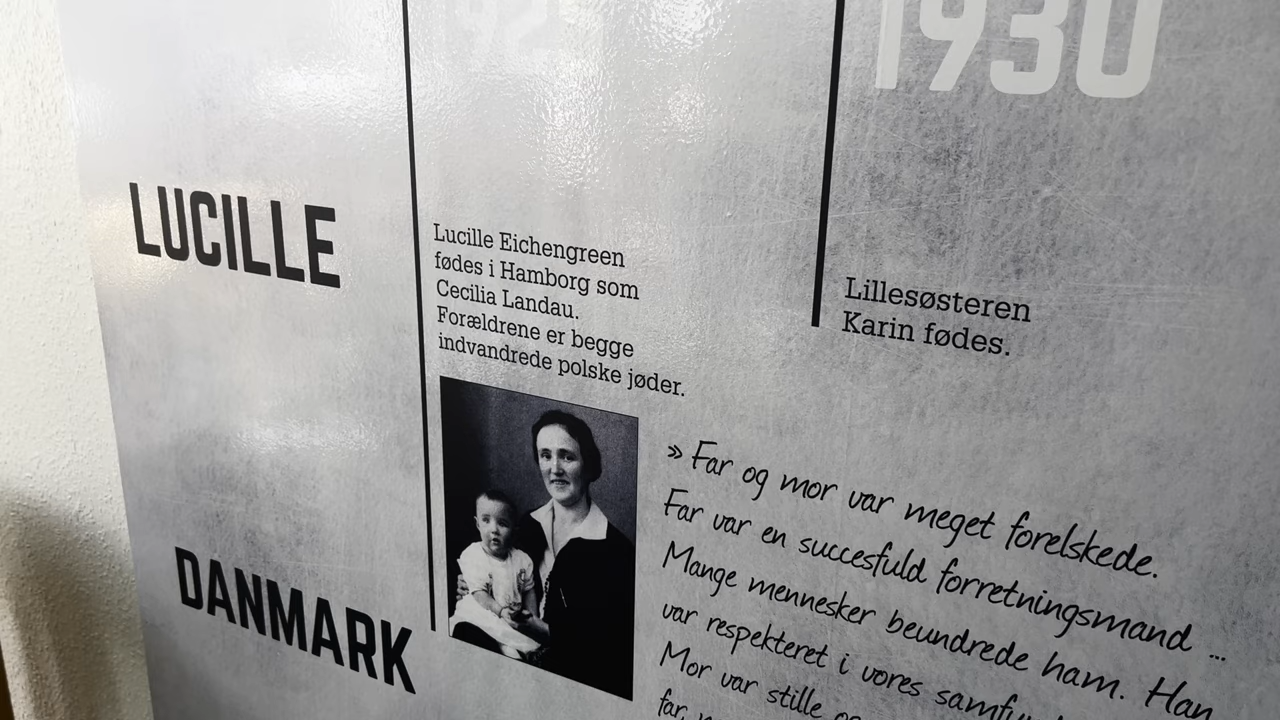 1930
LUCILLE
Lucille Eichengreen
fødes i Hamborg som
Cecilia Landau.
Forældrene er begge
indvandrede polske jøder.
Lillesøsteren
Karin fødes.
» Far og mor var meget forelskede.
Far var en succesfuld forretningsmand ...
Mange mennesker beundrede ham. Han
var respekteret i vores
Mor var stille og
far,
DANMARK